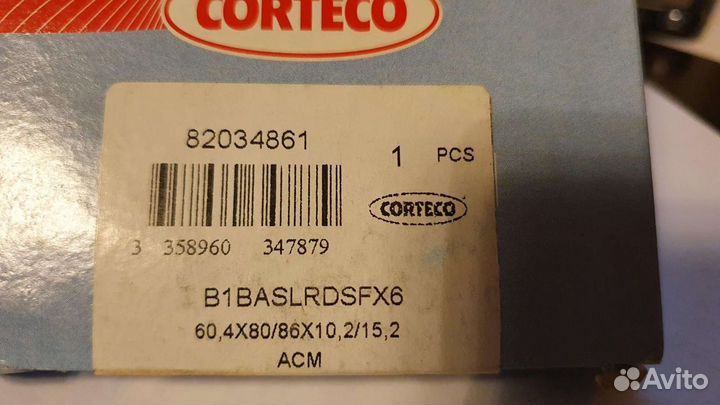 CORTECO
82034861
1 PCS
CORTECO
3 358960 347879
B1BASLRDSFX6
60,4X80/86X10,2/15,2
ACM
Avito